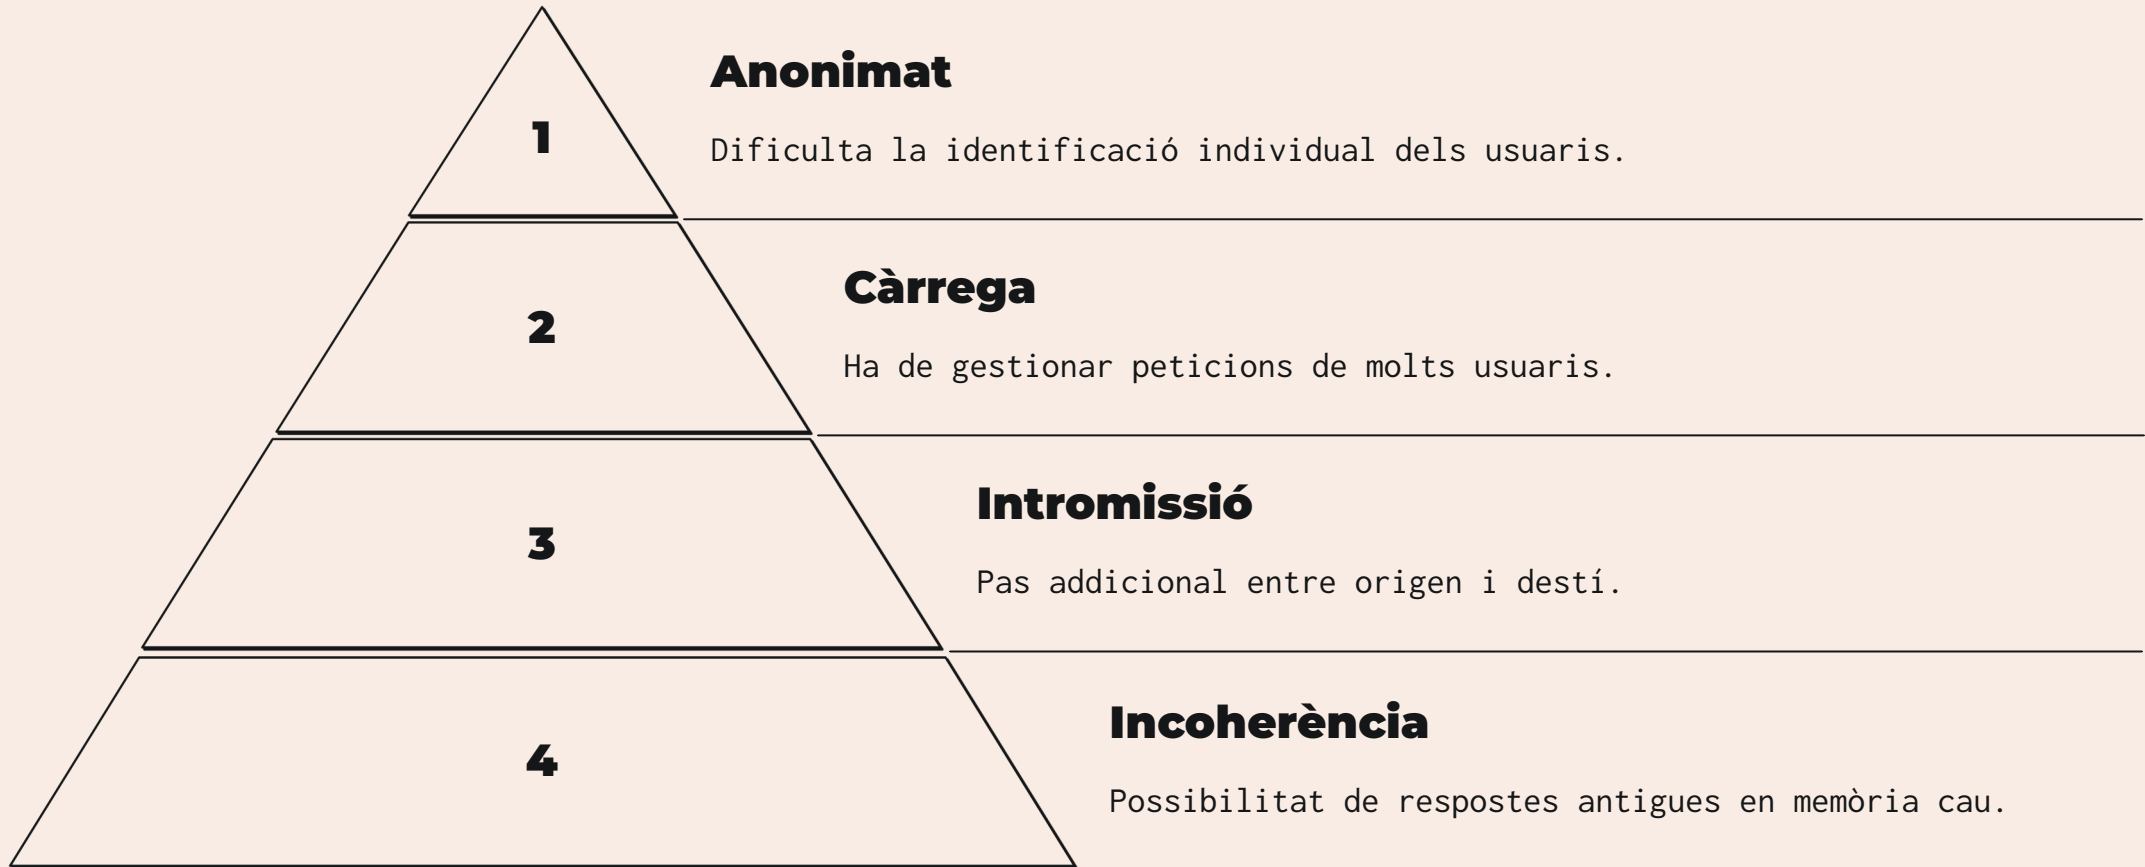 1
Anonimat
Dificulta la identificació individual dels usuaris.
2
Càrrega
Ha de gestionar peticions de molts usuaris.
3
Intromissió
Pas addicional entre origen i destí.
4
Incoherència
Possibilitat de respostes antigues en memòria cau.